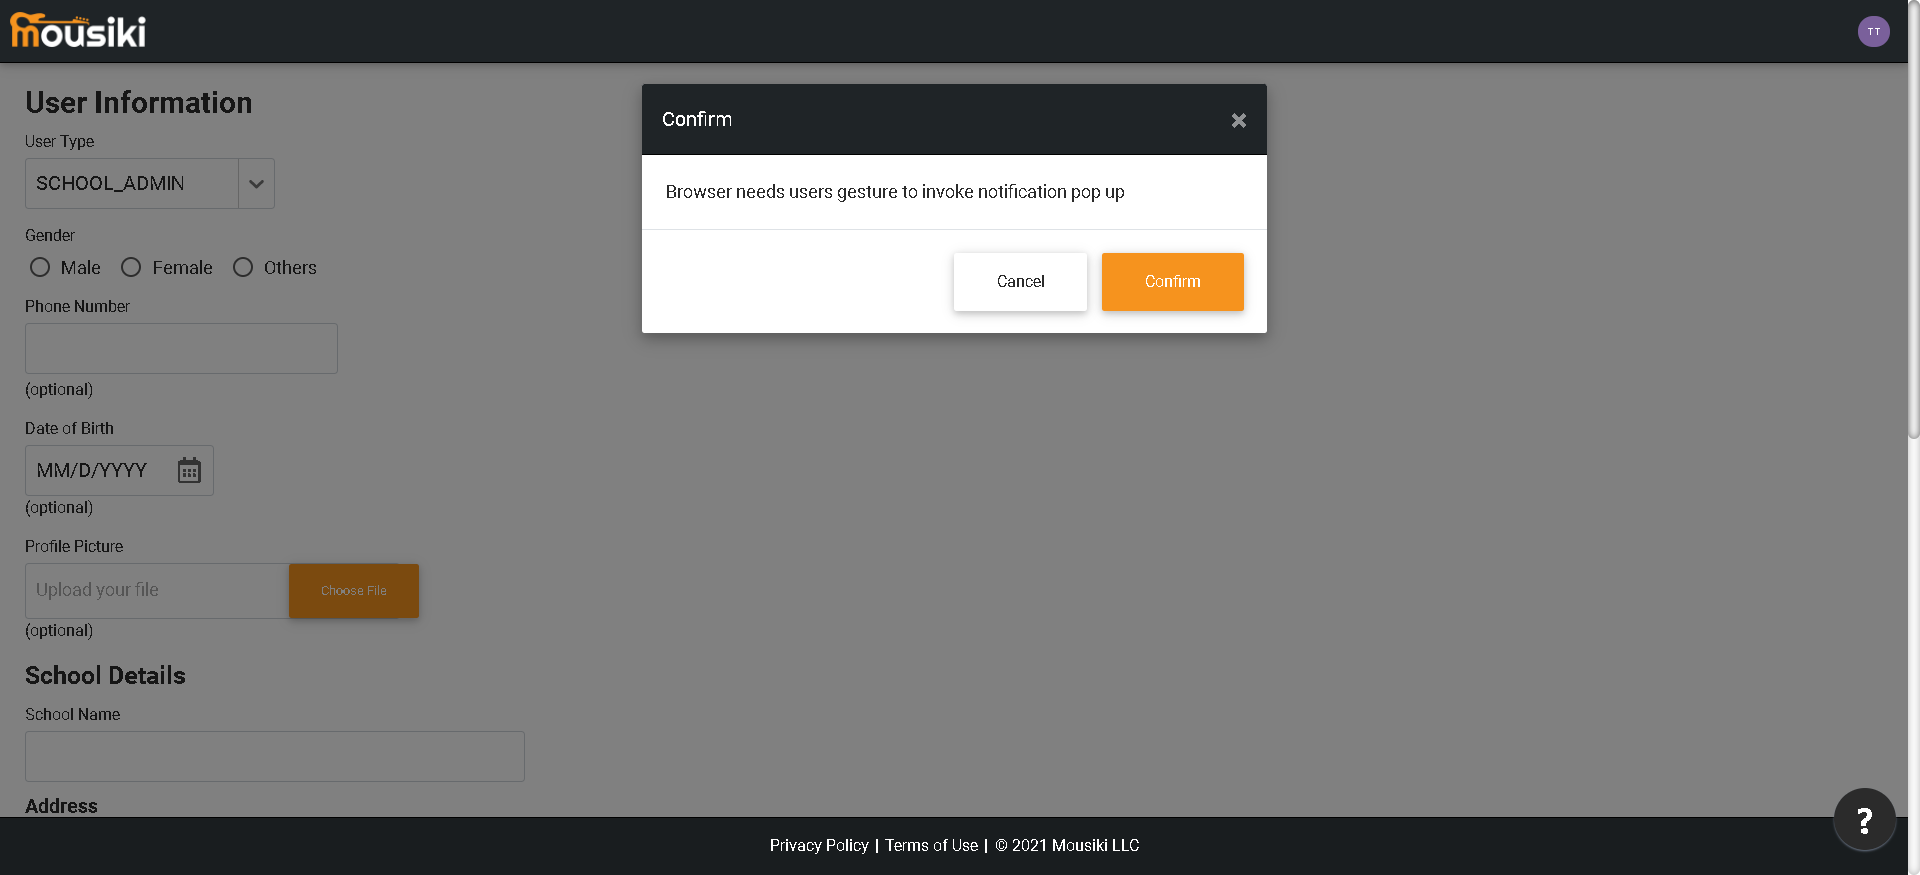 mousiki
TT
User Information
User Type
SCHOOL_ADMIN
Gender
Male Female Others
Phone Number
(optional)
Date of Birth
MM/D/YYYY
(optional)
Profile Picture
Upload your file Choose File
(optional)
School Details
School Name
Address
Confirm ×
Browser needs users gesture to invoke notification pop up
Cancel Confirm
?
Privacy Policy | Terms of Use | © 2021 Mousiki LLC